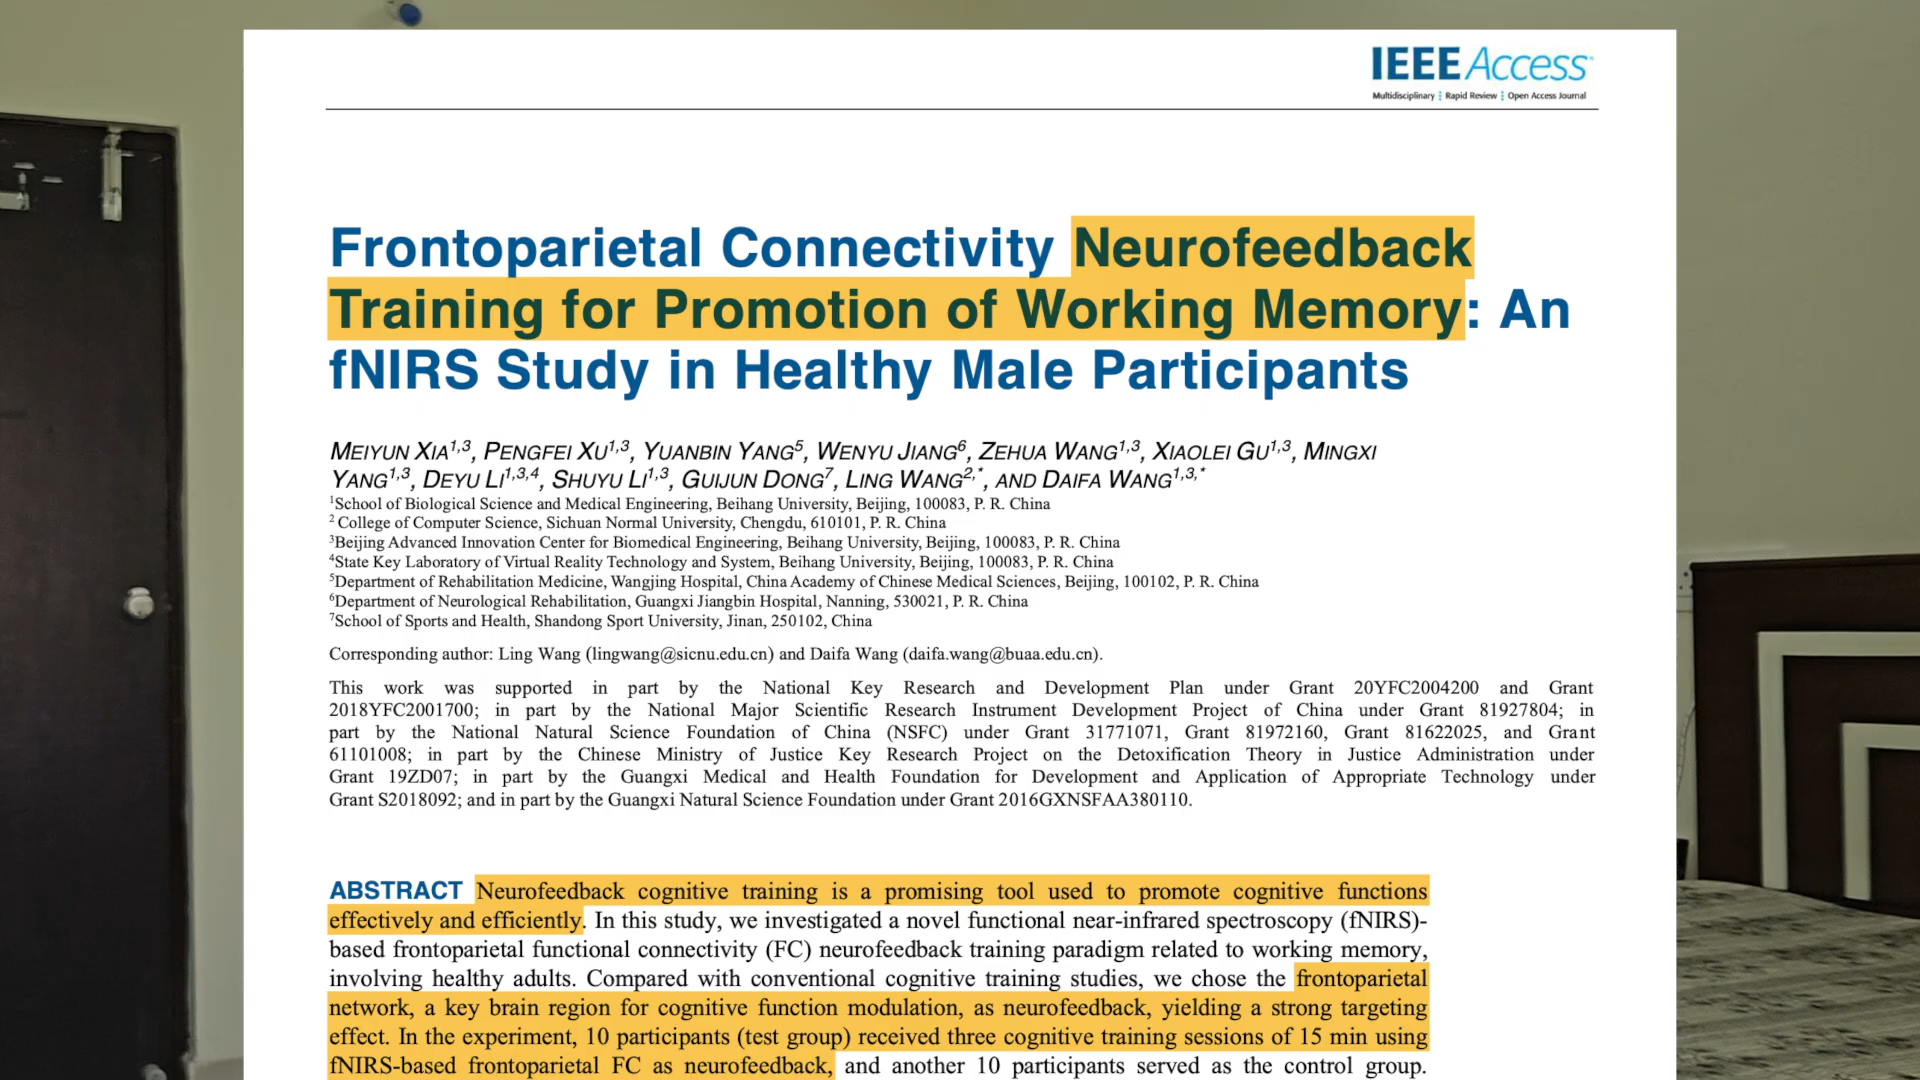 IEEE Access
Multidisciplinary | Rapid Review | Open Access Journal
Frontoparietal Connectivity Neurofeedback
Training for Promotion of Working Memory: An
fNIRS Study in Healthy Male Participants
MEIYUN XIA1,3, PENGFEI XU1,3, YUANBIN YANG5, WENYU JIANG6, ZEHUA WANG1,3, XIAOLEI GU1,3, MINGXI
YANG1,3, DEYU LI1,3,4, SHUYU LI1,3, GUIJUN DONG7, LING WANG2,*, AND DAIFA WANG1,3,*
1School of Biological Science and Medical Engineering, Beihang University, Beijing, 100083, P. R. China
2 College of Computer Science, Sichuan Normal University, Chengdu, 610101, P. R. China
3Beijing Advanced Innovation Center for Biomedical Engineering, Beihang University, Beijing, 100083, P. R. China
4State Key Laboratory of Virtual Reality Technology and System, Beihang University, Beijing, 100083, P. R. China
5Department of Rehabilitation Medicine, Wangjing Hospital, China Academy of Chinese Medical Sciences, Beijing, 100102, P. R. China
6Department of Neurological Rehabilitation, Guangxi Jiangbin Hospital, Nanning, 530021, P. R. China
7School of Sports and Health, Shandong Sport University, Jinan, 250102, China
Corresponding author: Ling Wang (lingwang@sicnu.edu.cn) and Daifa Wang (daifa.wang@buaa.edu.cn).
This work was supported in part by the National Key Research and Development Plan under Grant 20YFC2004200 and Grant
2018YFC2001700; in part by the National Major Scientific Research Instrument Development Project of China under Grant 81927804; in
part by the National Natural Science Foundation of China (NSFC) under Grant 31771071, Grant 81972160, Grant 81622025, and Grant
61101008; in part by the Chinese Ministry of Justice Key Research Project on the Detoxification Theory in Justice Administration under
Grant 19ZD07; in part by the Guangxi Medical and Health Foundation for Development and Application of Appropriate Technology under
Grant S2018092; and in part by the Guangxi Natural Science Foundation under Grant 2016GXNSFAA380110.
ABSTRACT Neurofeedback cognitive training is a promising tool used to promote cognitive functions
effectively and efficiently. In this study, we investigated a novel functional near-infrared spectroscopy (fNIRS)-
based frontoparietal functional connectivity (FC) neurofeedback training paradigm related to working memory,
involving healthy adults. Compared with conventional cognitive training studies, we chose the frontoparietal
network, a key brain region for cognitive function modulation, as neurofeedback, yielding a strong targeting
effect. In the experiment, 10 participants (test group) received three cognitive training sessions of 15 min using
fNIRS-based frontoparietal FC as neurofeedback, and another 10 participants served as the control group.